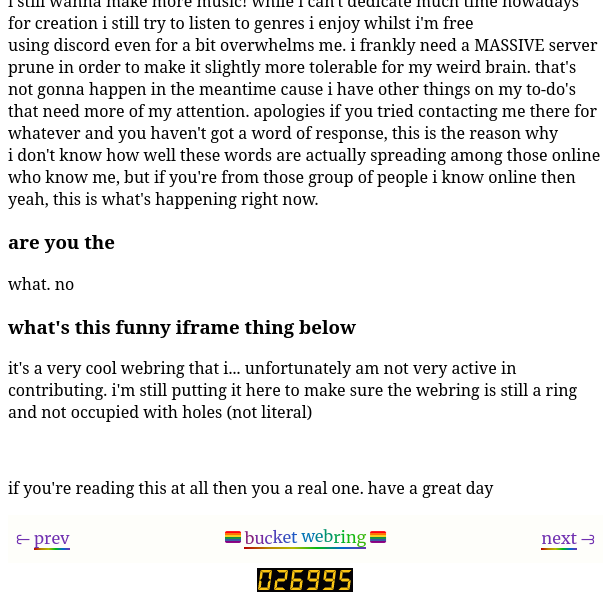 i still wanna make more music! while i can't dedicate much time nowadays
for creation i still try to listen to genres i enjoy whilst i'm free
using discord even for a bit overwhelms me. i frankly need a MASSIVE server
prune in order to make it slightly more tolerable for my weird brain. that's
not gonna happen in the meantime cause i have other things on my to-do's
that need more of my attention. apologies if you tried contacting me there for
whatever and you haven't got a word of response, this is the reason why
i don't know how well these words are actually spreading among those online
who know me, but if you're from those group of people i know online then
yeah, this is what's happening right now.
are you the
what. no
what's this funny iframe thing below
it's a very cool webring that i... unfortunately am not very active in
contributing. i'm still putting it here to make sure the webring is still a ring
and not occupied with holes (not literal)
if you're reading this at all then you a real one. have a great day
← prev bucket webring next →
026995